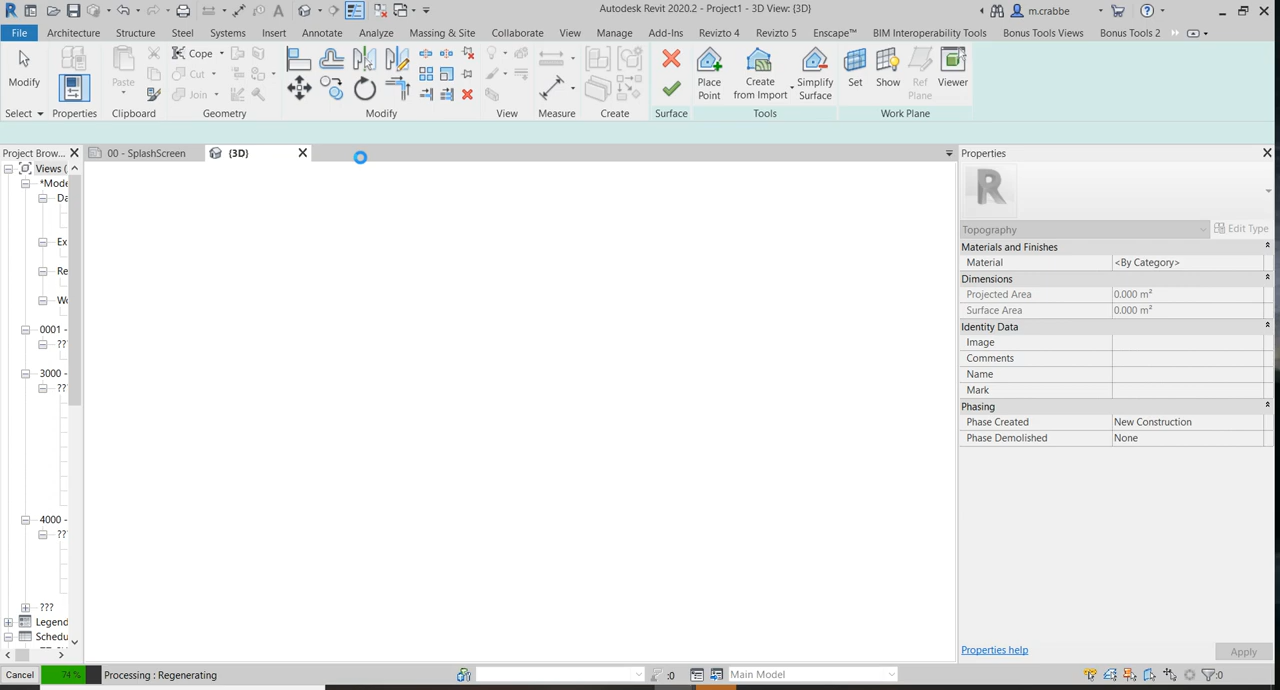 Autodesk Revit 2020.2 - Project1 - 3D View: {3D}
m.crabbe
File Architecture Structure Steel Systems Insert Annotate Analyze Massing & Site Collaborate View Manage Add-Ins Revizto 4 Revizto 5 Enscape™ BIM Interoperability Tools Bonus Tools Views Bonus Tools 2
Modify
Select
Properties
Paste
Clipboard
Cope
Cut
Join
Geometry
Modify
View
Measure
Create
Surface
Place Point
Create from Import
Simplify Surface
Tools
Set
Show
Ref Plane
Viewer
Work Plane
Project Brow...
00 - SplashScreen
{3D}
Properties
Views (
*Mode
Da
Ex
Re
Wo
0001 -
??
3000 -
??
4000 -
??
???
Legend
Schedu
Topography
Edit Type
Materials and Finishes
Material <By Category>
Dimensions
Projected Area 0.000 m²
Surface Area 0.000 m²
Identity Data
Image
Comments
Name
Mark
Phasing
Phase Created New Construction
Phase Demolished None
Properties help
Apply
Cancel
74 %
Processing : Regenerating
:0
Main Model
:0